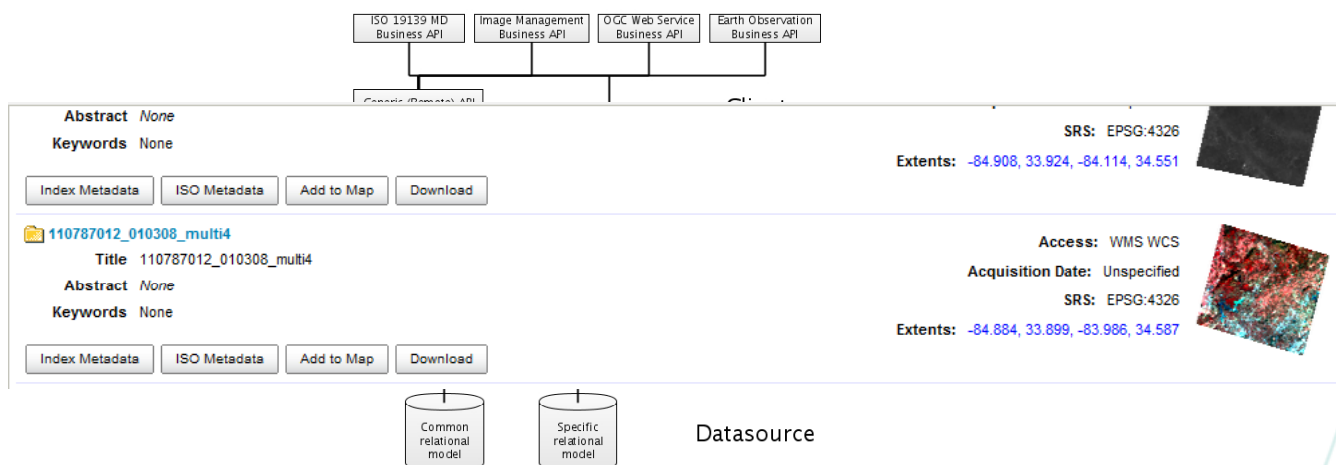 ISO 19139 MD
Business API
Image Management
Business API
OGC Web Service
Business API
Earth Observation
Business API
Abstract None
Keywords None
SRS: EPSG:4326
Extents: -84.908, 33.924, -84.114, 34.551
Index Metadata ISO Metadata Add to Map Download
110787012_010308_multi4
Title 110787012_010308_multi4
Abstract None
Keywords None
Access: WMS WCS
Acquisition Date: Unspecified
SRS: EPSG:4326
Extents: -84.884, 33.899, -83.986, 34.587
Index Metadata ISO Metadata Add to Map Download
Common
relational
model
Specific
relational
model
Datasource